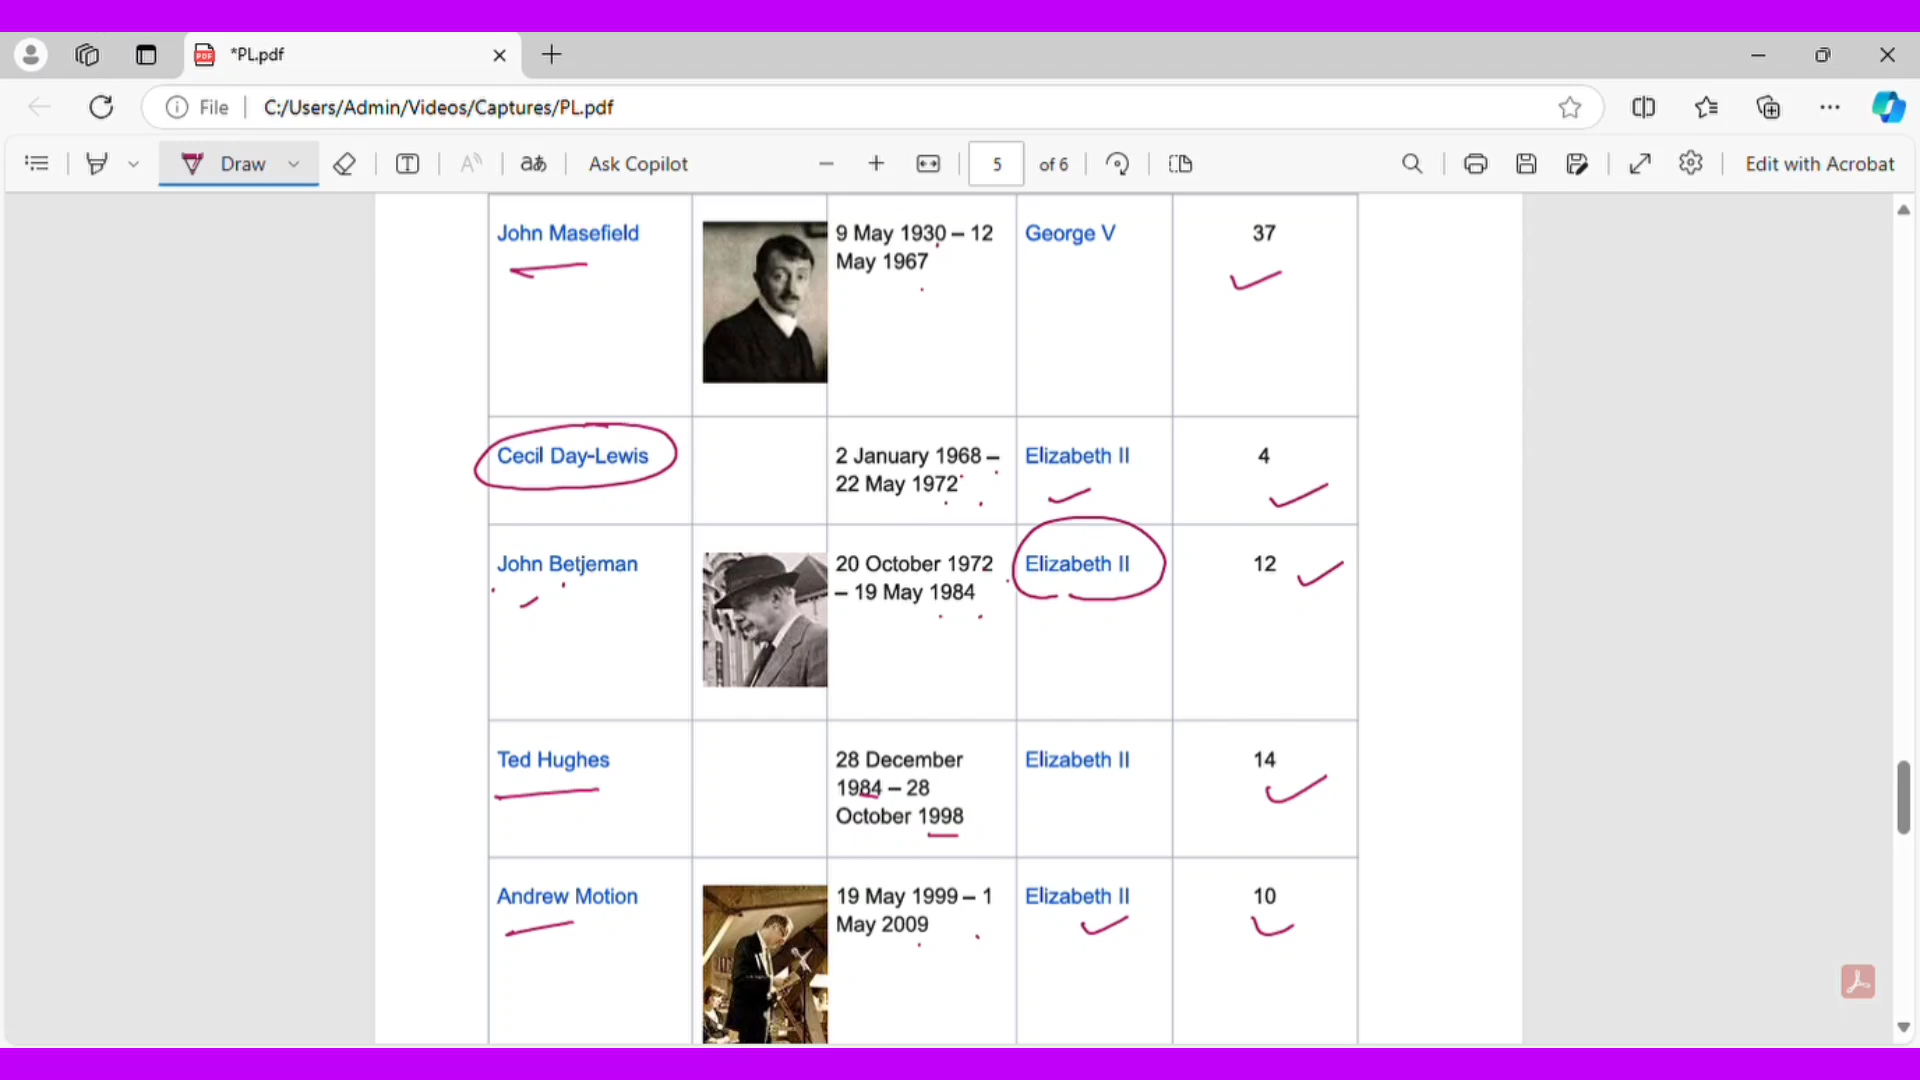 *PL.pdf
File
C:/Users/Admin/Videos/Captures/PL.pdf
Draw
Ask Copilot
5 of 6
Edit with Acrobat
John Masefield
9 May 1930 – 12
May 1967
George V
37
Cecil Day-Lewis
2 January 1968 –
22 May 1972
Elizabeth II
4
John Betjeman
20 October 1972
– 19 May 1984
Elizabeth II
12
Ted Hughes
28 December
1984 – 28
October 1998
Elizabeth II
14
Andrew Motion
19 May 1999 – 1
May 2009
Elizabeth II
10